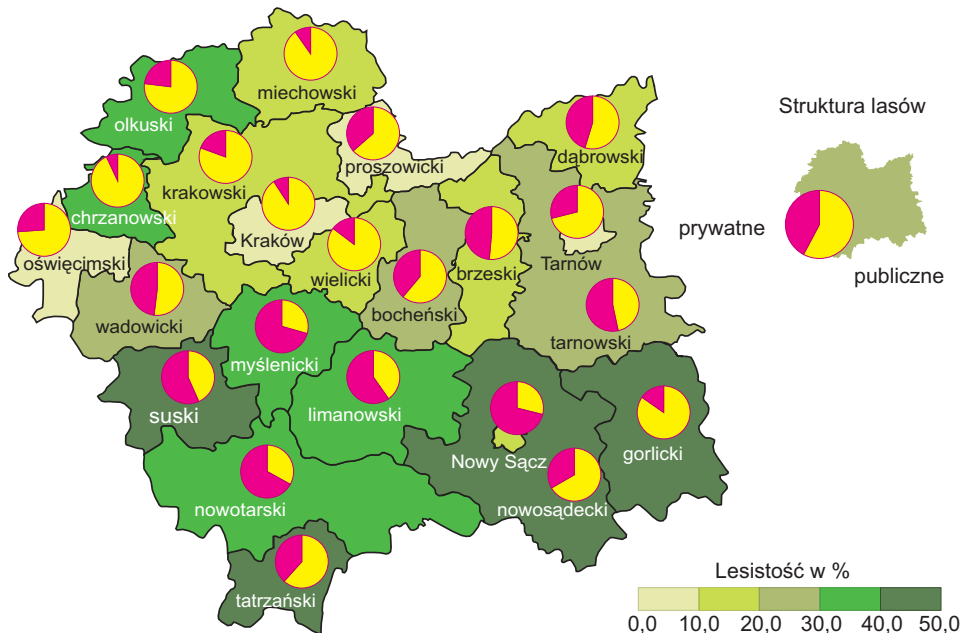 miechowski
olkuski
Struktura lasów
dąbrowski
proszowicki
krakowski
chrzanowski
prywatne
Kraków
oświęcimski
wielicki
brzeski
Tarnów
publiczne
bocheński
wadowicki
tarnowski
myślenicki
suski
limanowski
Nowy Sącz
gorlicki
nowotarski
nowosądecki
Lesistość w %
tatrzański
0,0 10,0 20,0 30,0 40,0 50,0